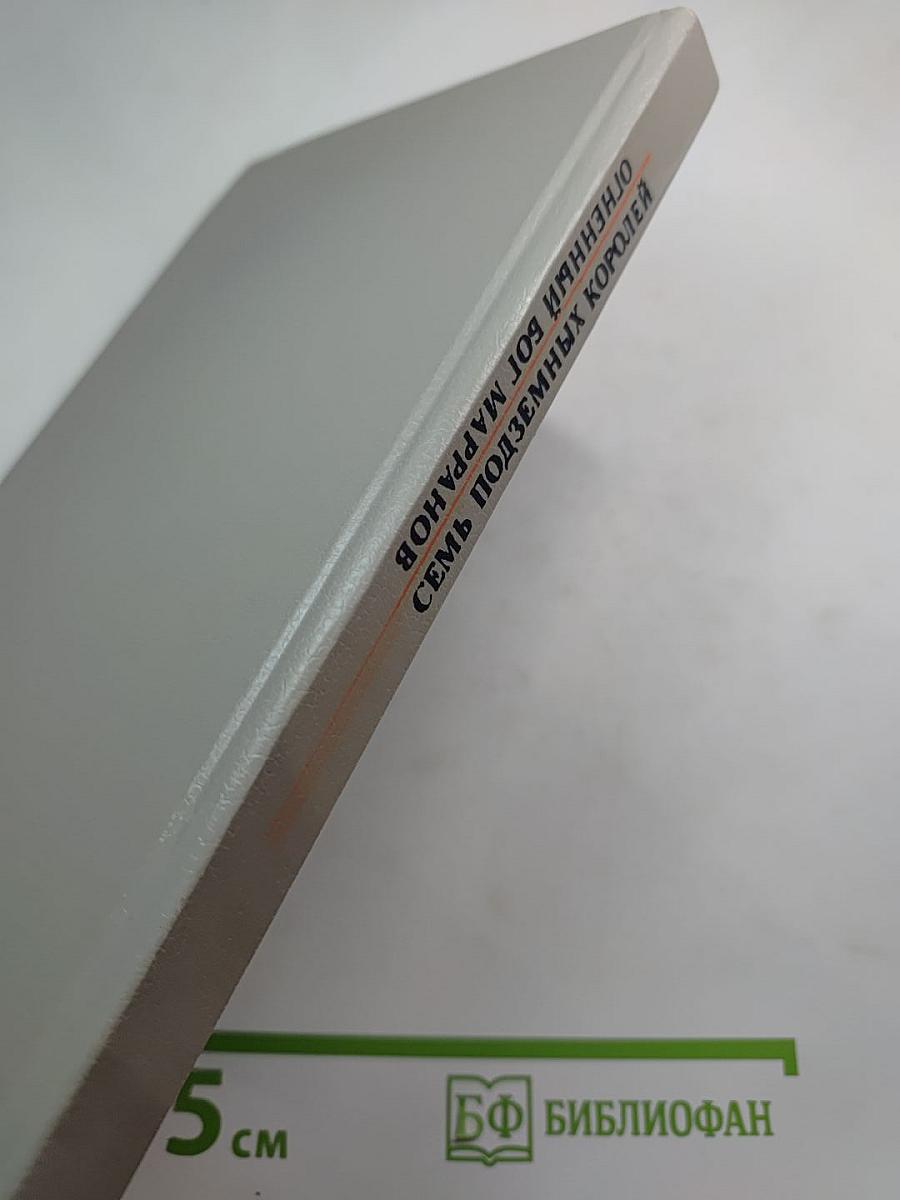 ОГНЕННЫЙ БОГ МАРРАНОВ
СЕМЬ ПОДЗЕМНЫХ КОРОЛЕЙ
5 см
БФ БИБЛИОФАН